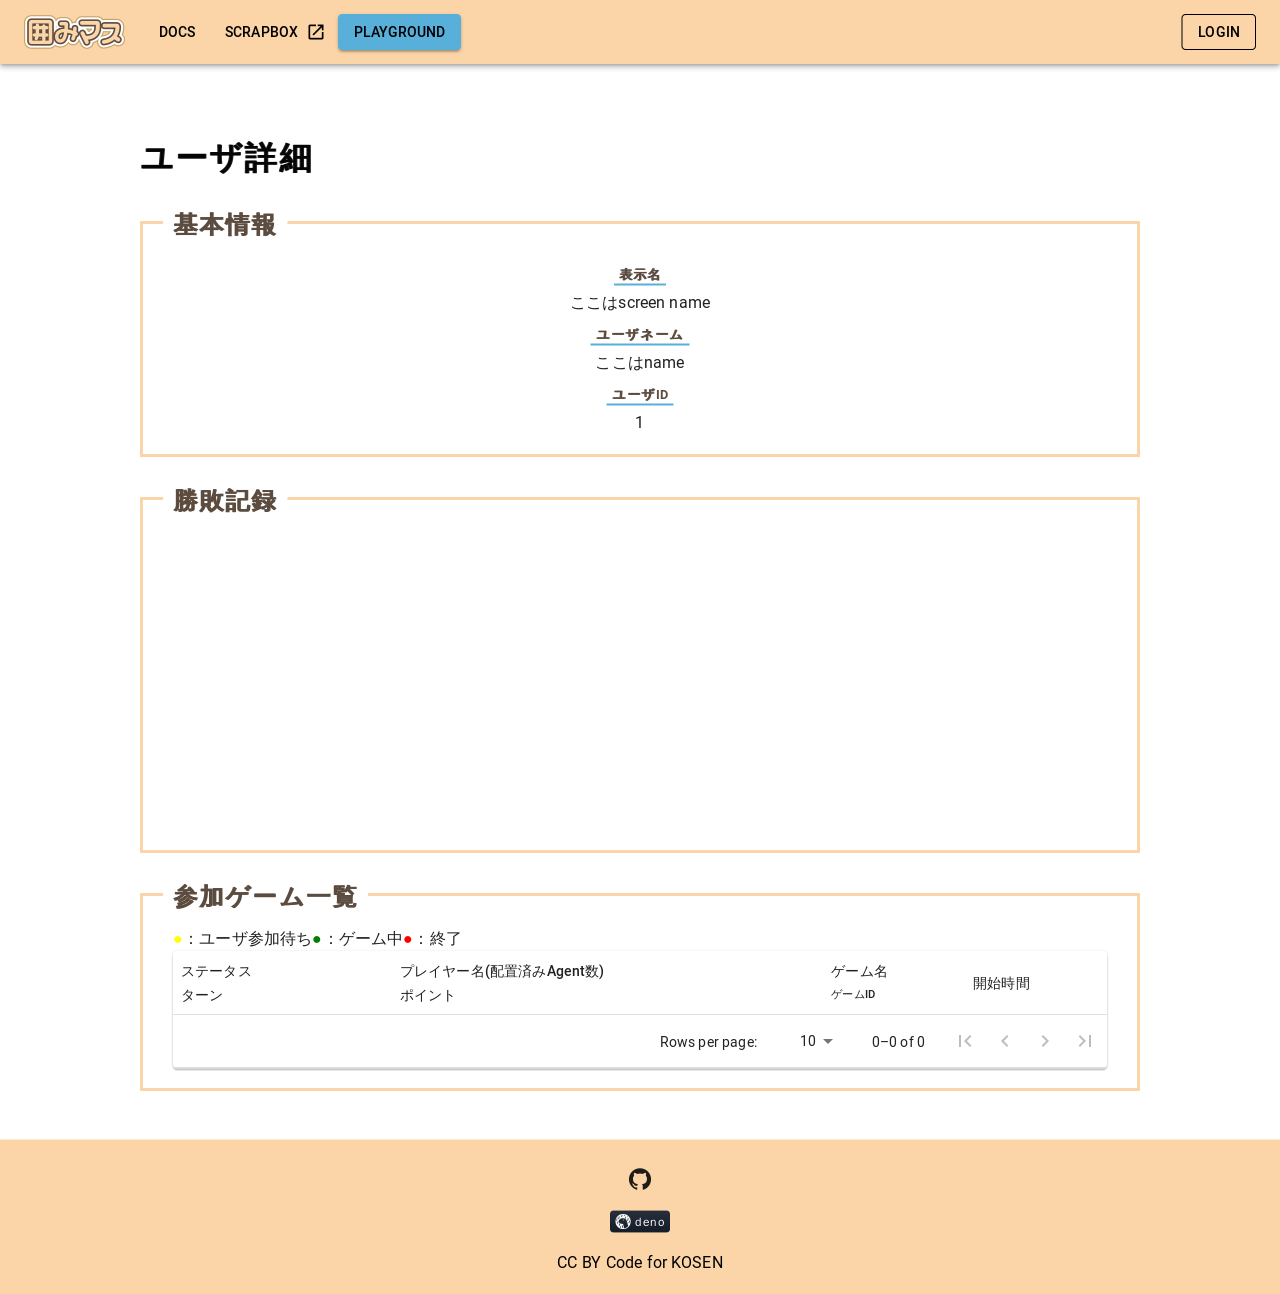 囲みマス DOCS SCRAPBOX PLAYGROUND LOGIN
ユーザ詳細
基本情報
表示名
ここはscreen name
ユーザネーム
ここはname
ユーザID
1
勝敗記録
参加ゲーム一覧
●：ユーザ参加待ち●：ゲーム中●：終了
ステータス プレイヤー名(配置済みAgent数) ゲーム名 開始時間
ターン ポイント ゲームID
Rows per page: 10 0–0 of 0
deno
CC BY Code for KOSEN